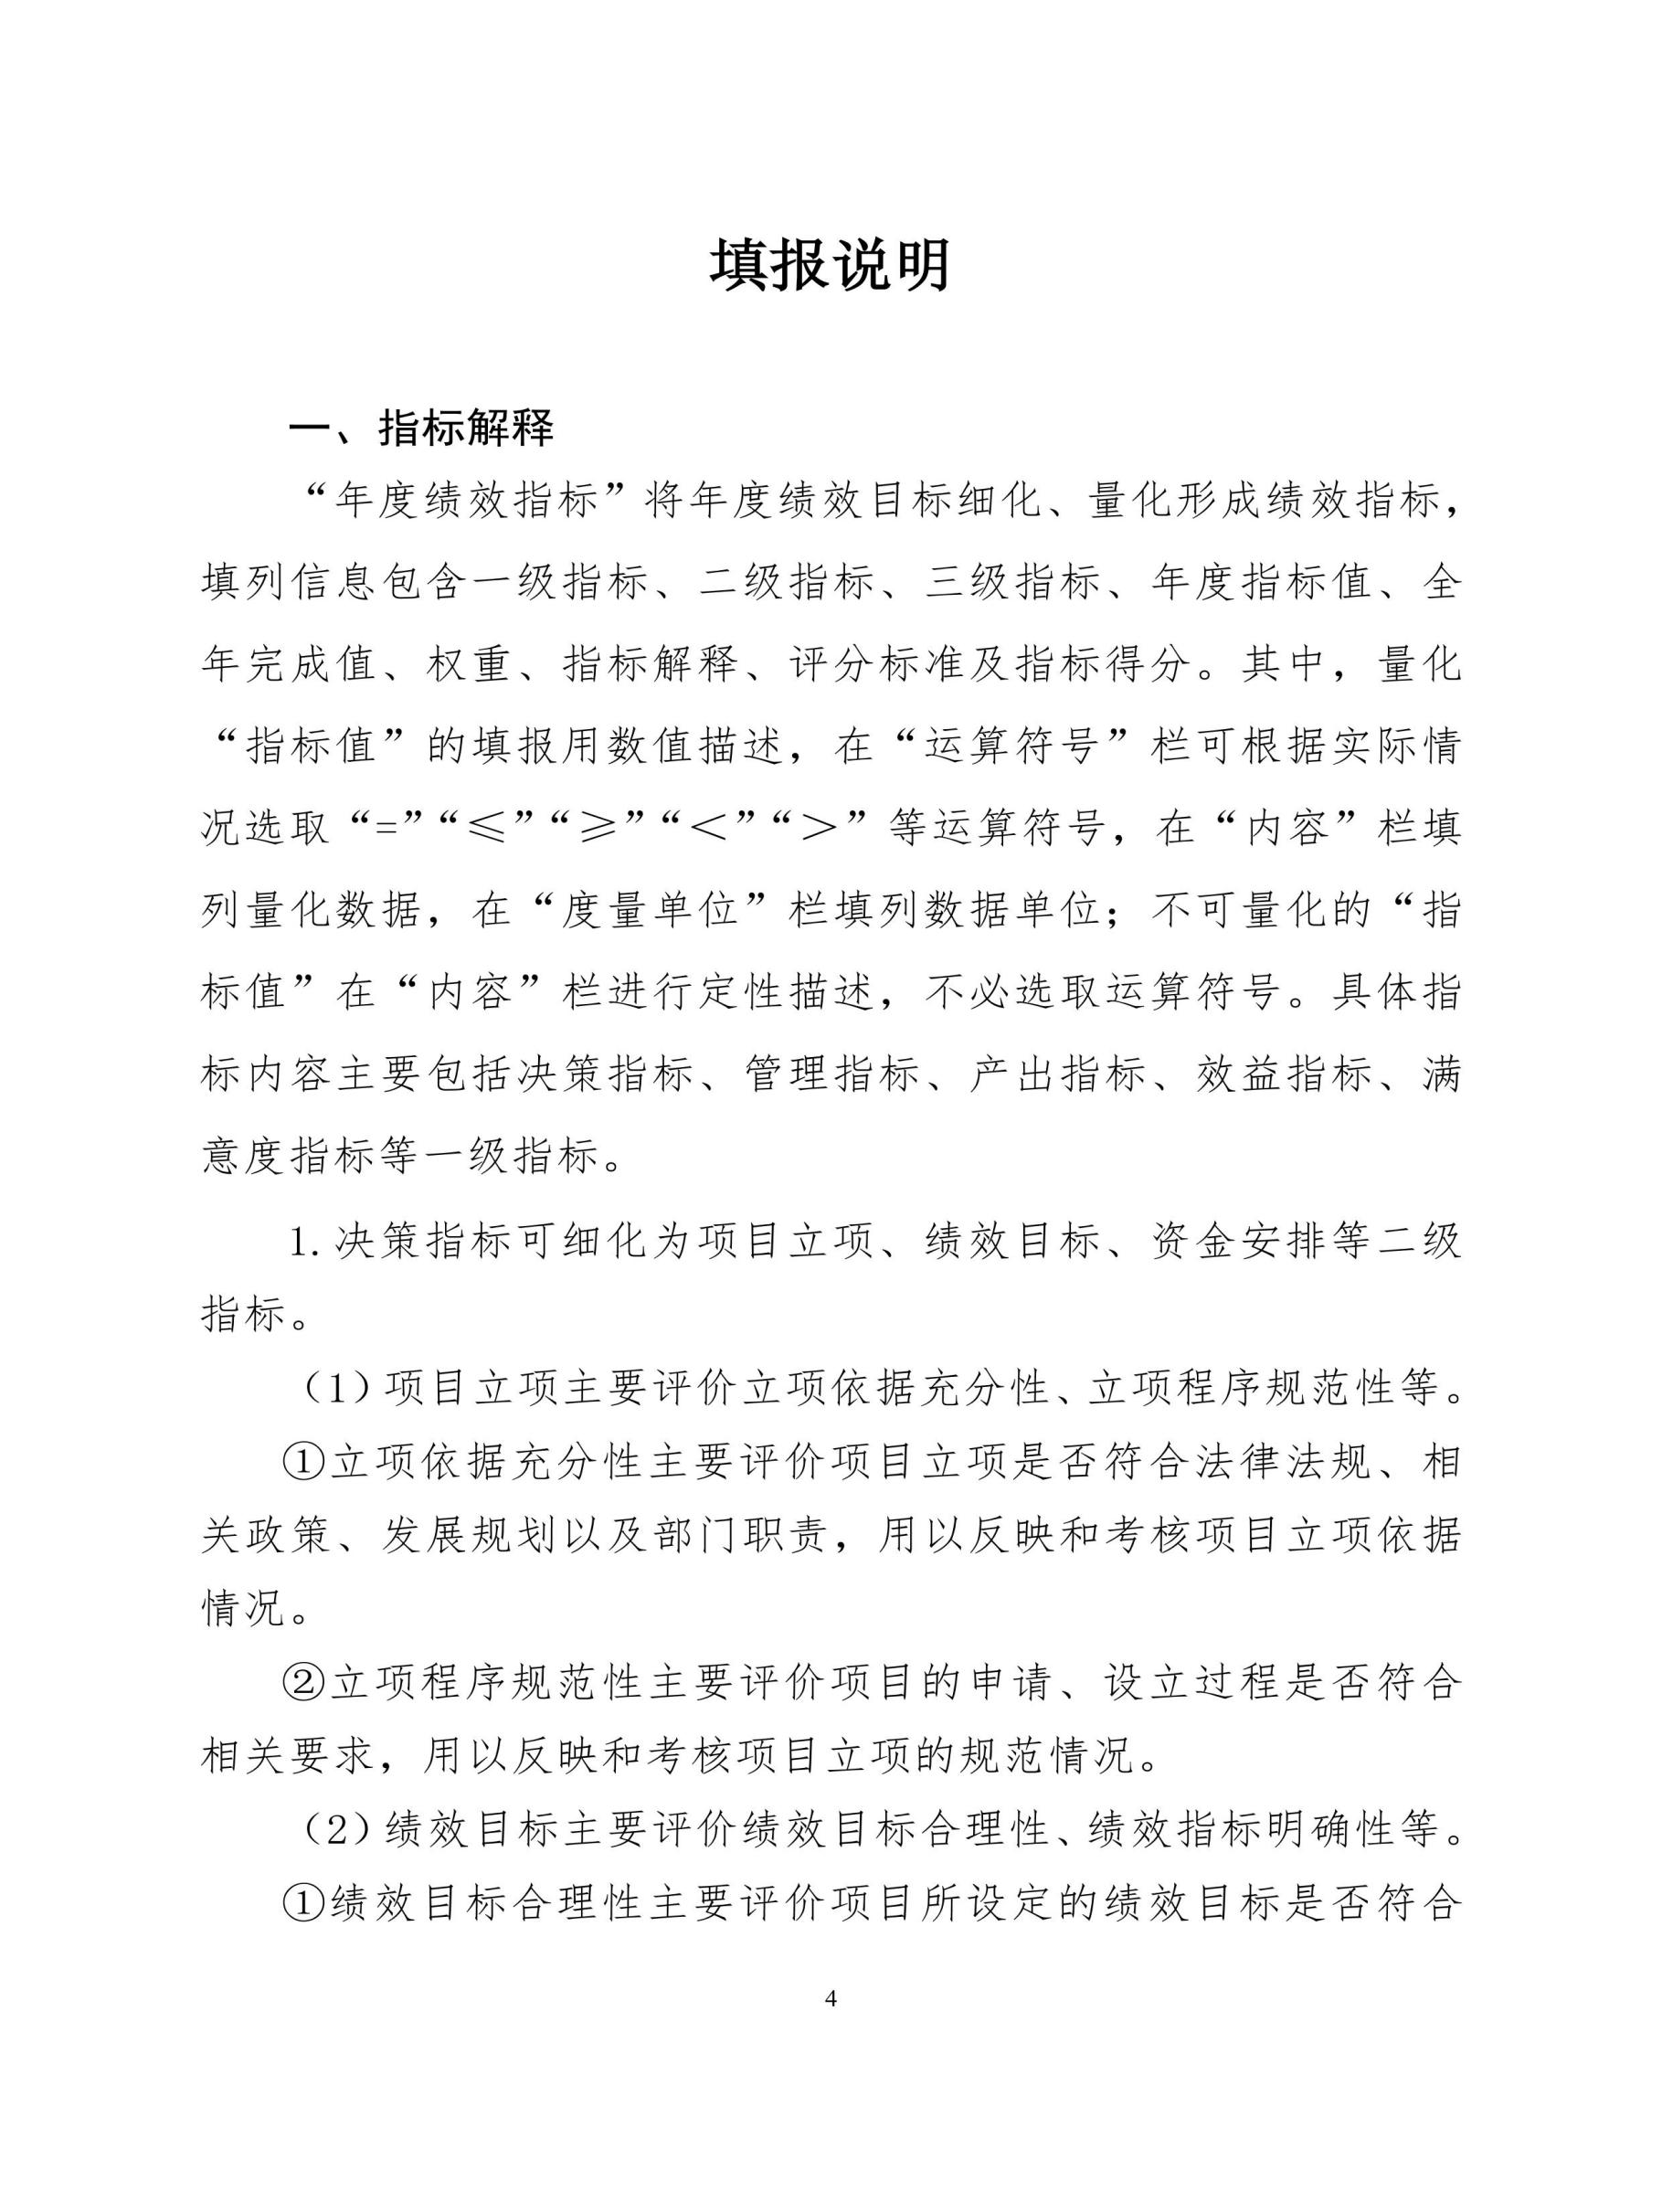 填报说明
一、指标解释
“年度绩效指标”将年度绩效目标细化、量化形成绩效指标，
填列信息包含一级指标、二级指标、三级指标、年度指标值、全
年完成值、权重、指标解释、评分标准及指标得分。其中，量化
“指标值”的填报用数值描述，在“运算符号”栏可根据实际情
况选取“=”“≤”“≥”“＜”“＞”等运算符号，在“内容”栏填
列量化数据，在“度量单位”栏填列数据单位；不可量化的“指
标值”在“内容”栏进行定性描述，不必选取运算符号。具体指
标内容主要包括决策指标、管理指标、产出指标、效益指标、满
意度指标等一级指标。
1.决策指标可细化为项目立项、绩效目标、资金安排等二级
指标。
（1）项目立项主要评价立项依据充分性、立项程序规范性等。
①立项依据充分性主要评价项目立项是否符合法律法规、相
关政策、发展规划以及部门职责，用以反映和考核项目立项依据
情况。
②立项程序规范性主要评价项目的申请、设立过程是否符合
相关要求，用以反映和考核项目立项的规范情况。
（2）绩效目标主要评价绩效目标合理性、绩效指标明确性等。
①绩效目标合理性主要评价项目所设定的绩效目标是否符合
4